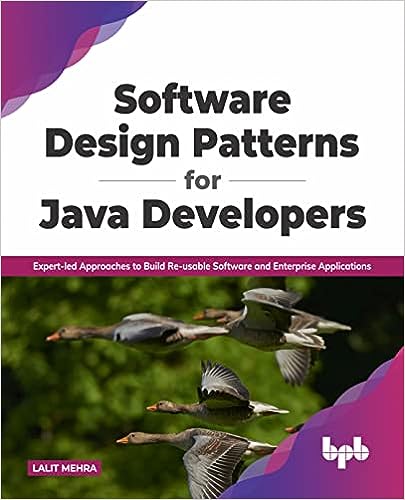 Software
Design Patterns
for
Java Developers
Expert-led Approaches to Build Re-usable Software and Enterprise Applications
LALIT MEHRA
bpb